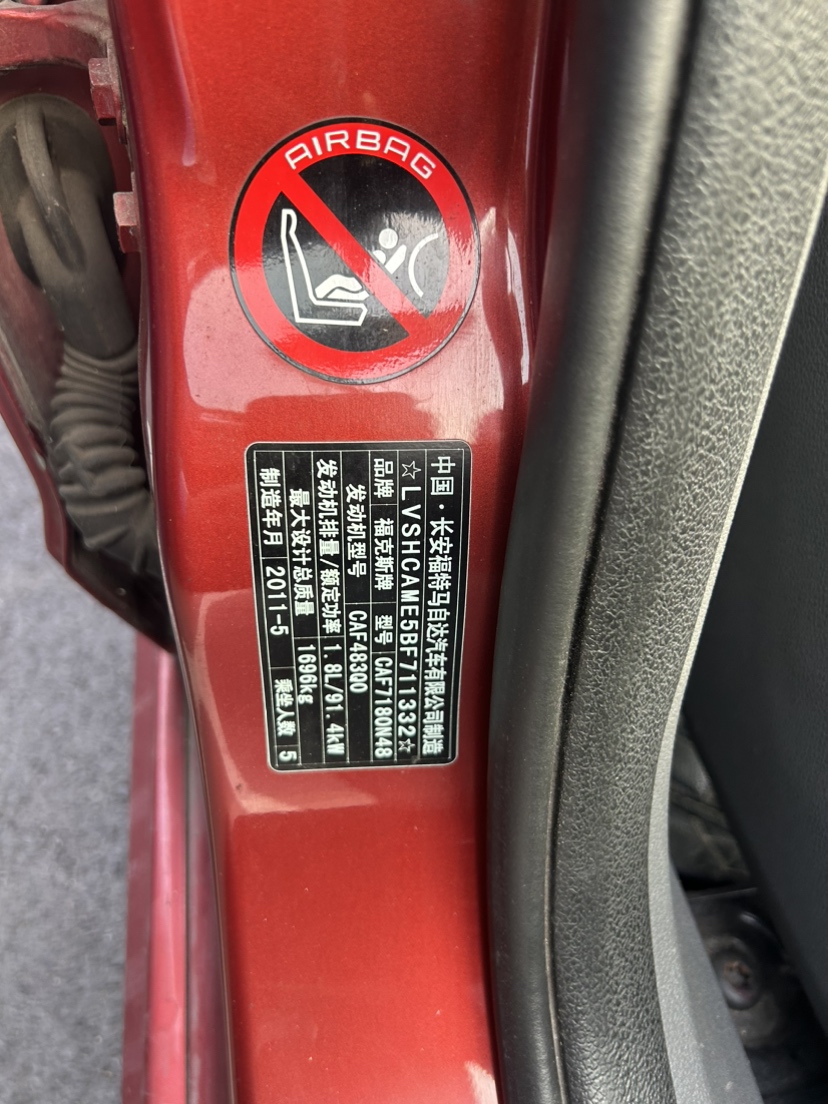 AIRBAG
中国·长安福特马自达汽车有限公司制造
☆LVSHCAME5BF711332☆
品牌 福克斯牌 型号 CAF7180N48
发动机型号 CAF483Q0
发动机排量/额定功率 1.8L/91.4kW
最大设计总质量 1696kg
制造年月 2011-5 乘坐人数 5